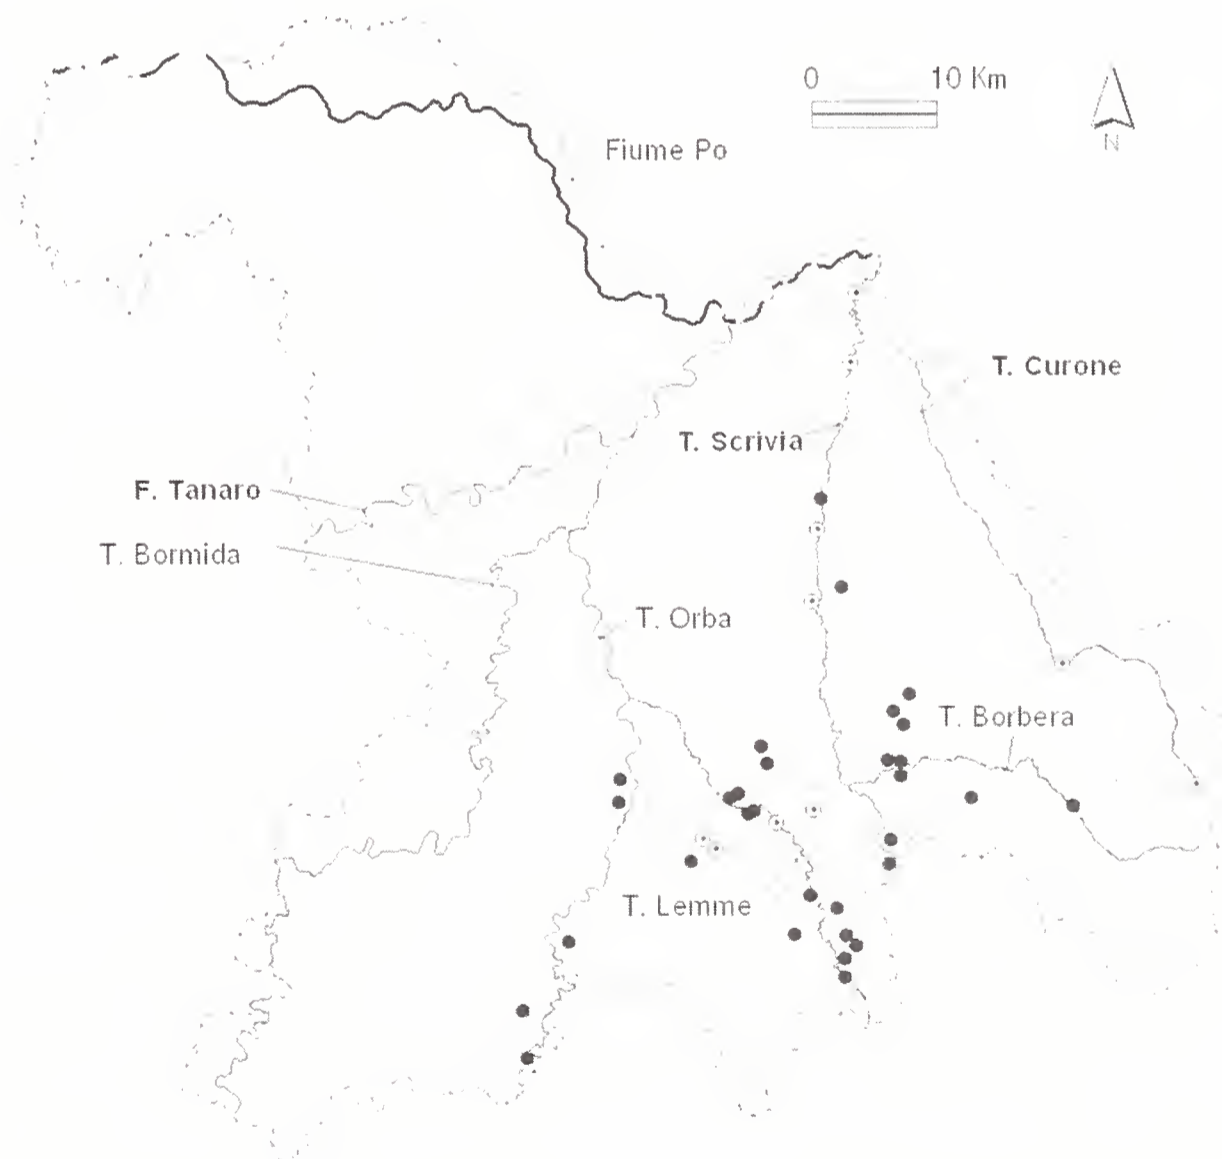 0 10 Km
Fiume Po
N
T. Curone
T. Scrivia
F. Tanaro
T. Bormida
T. Orba
T. Borbera
T. Lemme